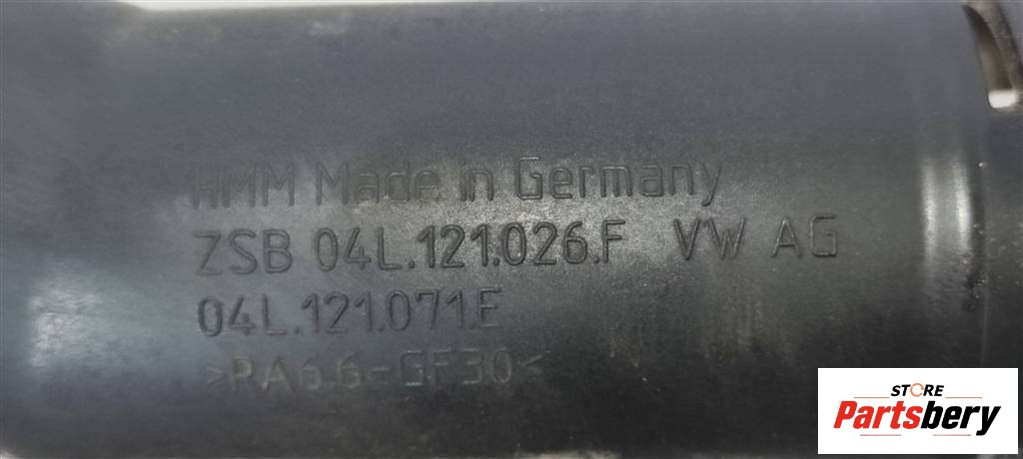 HMM Made in Germany
ZSB 04L.121.026.F VW AG
04L.121.071.E
>PA6.6-GF30<
STORE
Partsbery